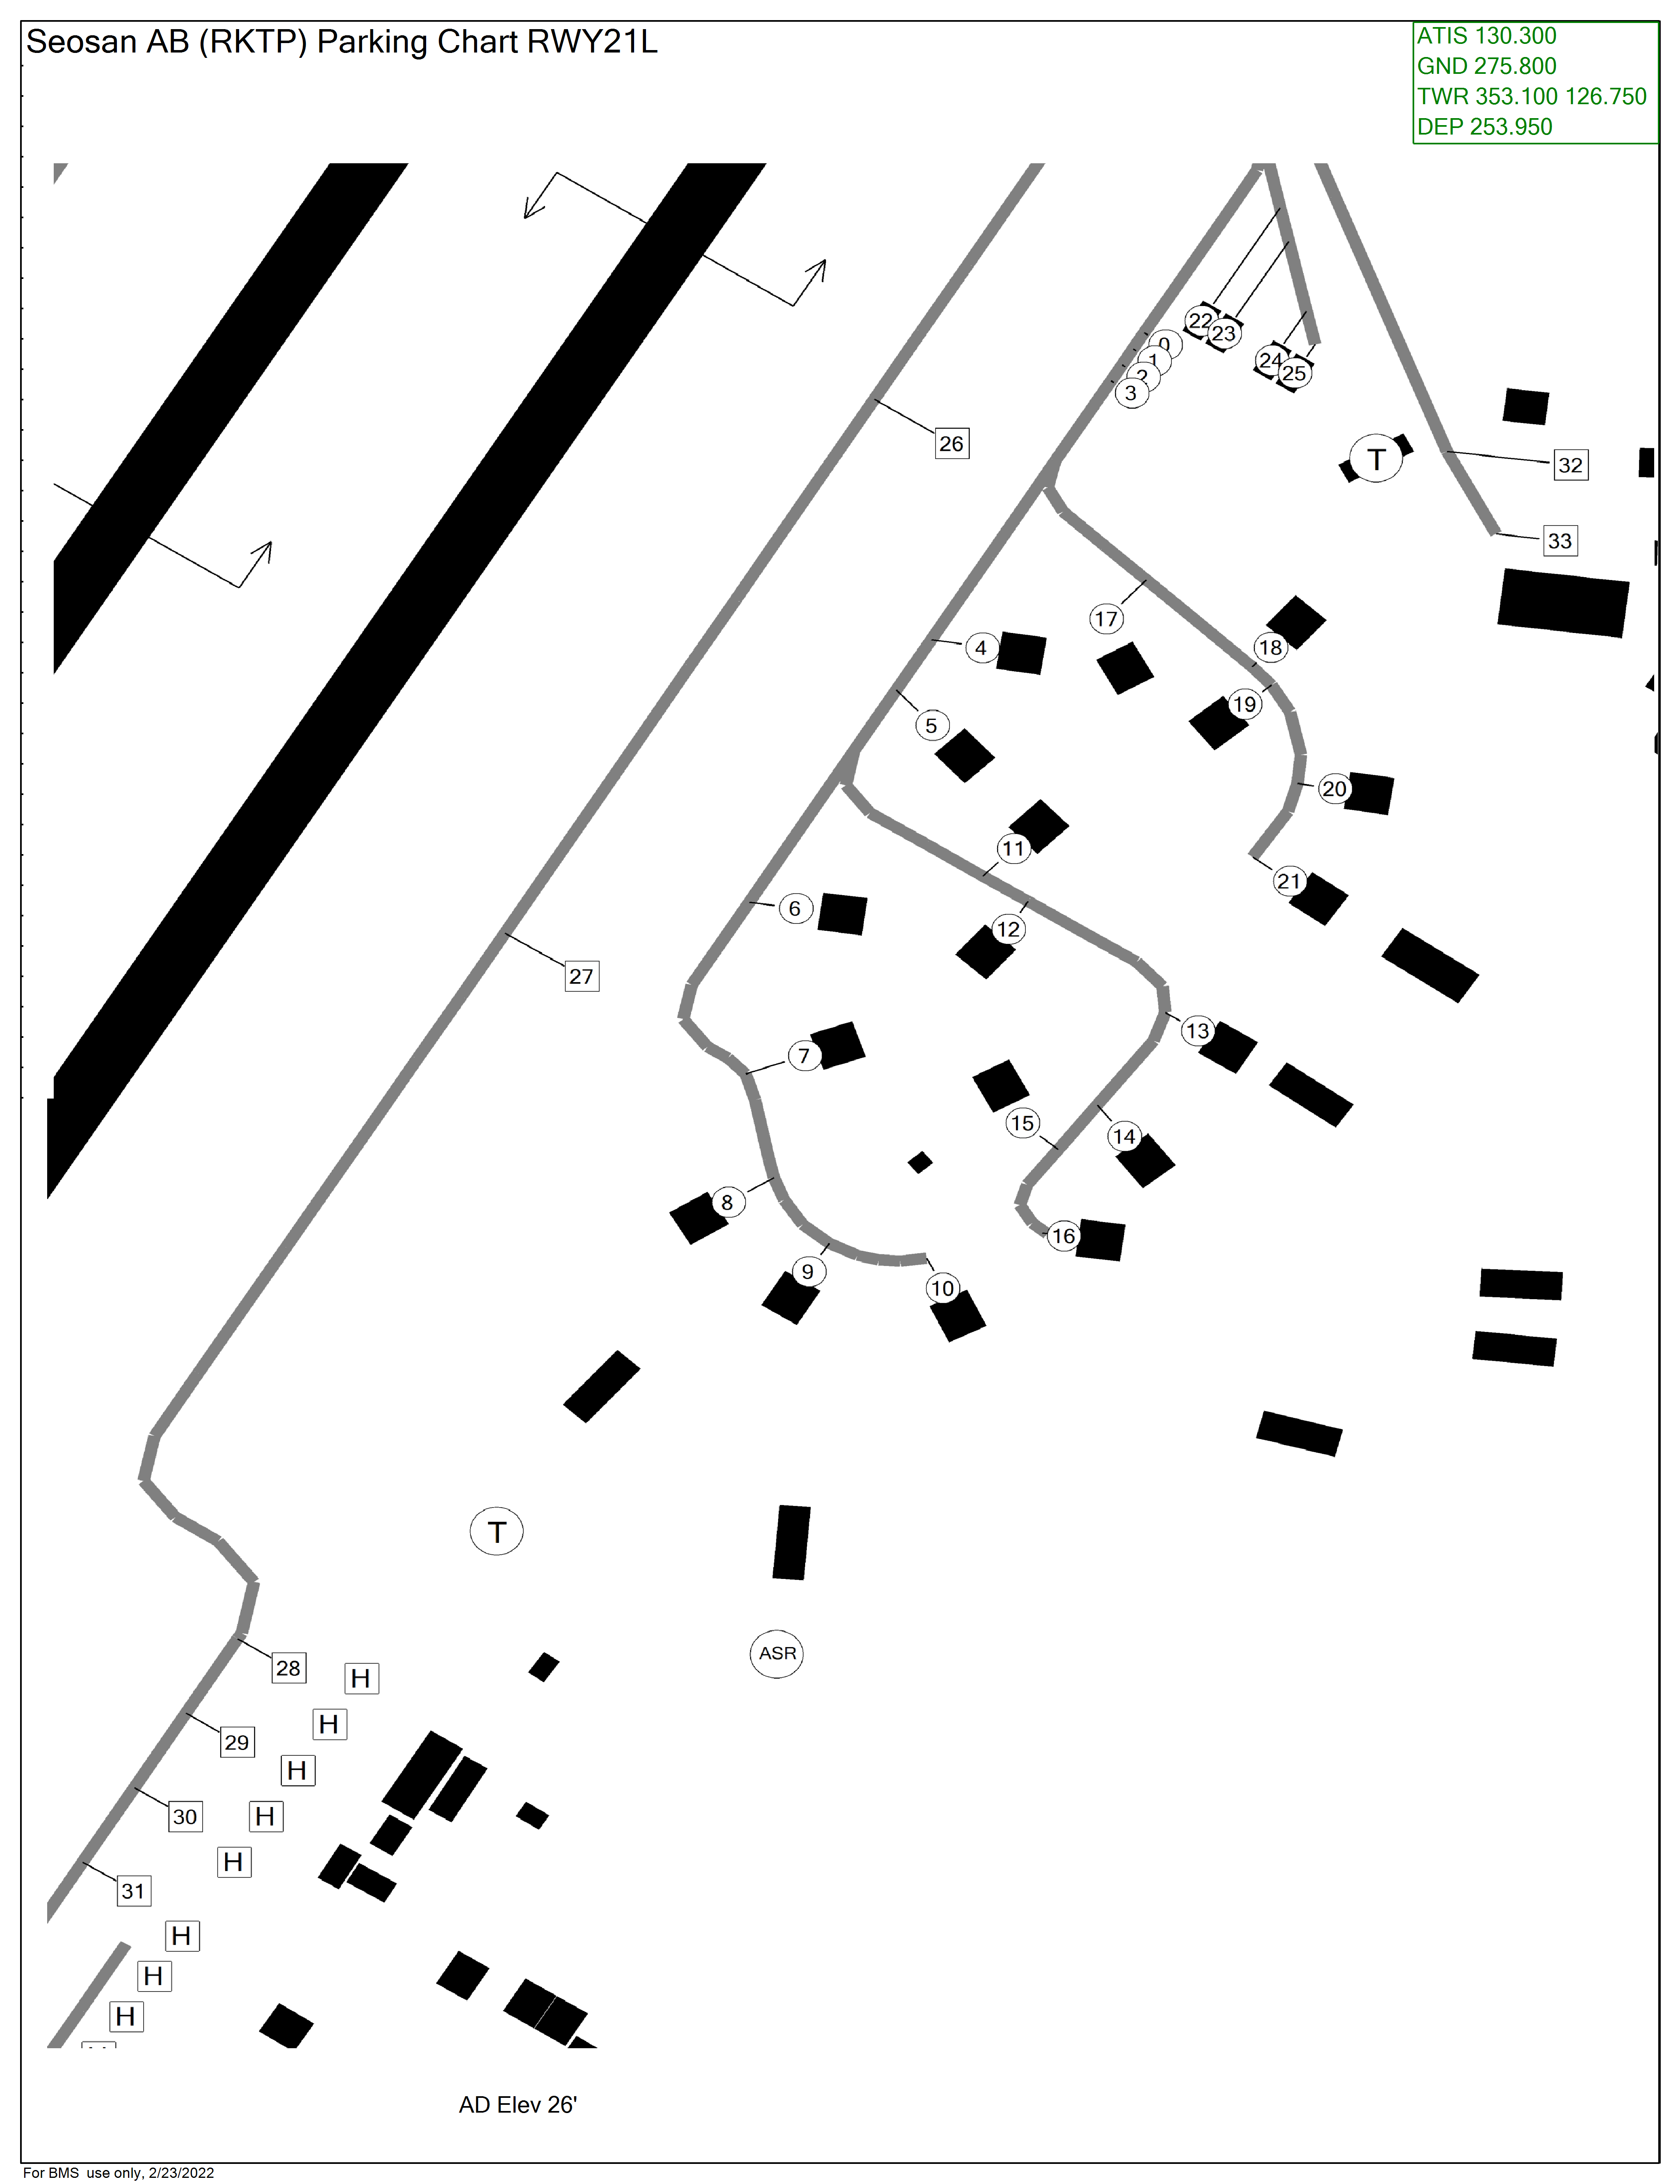 Seosan AB (RKTP) Parking Chart RWY21L
ATIS 130.300
GND 275.800
TWR 353.100 126.750
DEP 253.950
22
23
0
1
2
3
24
25
26
T
32
33
17
18
4
19
5
20
11
21
6
12
27
13
7
15
14
8
16
9
10
T
ASR
28
H
H
29
H
30
H
H
31
H
H
H
AD Elev 26'
For BMS use only, 2/23/2022